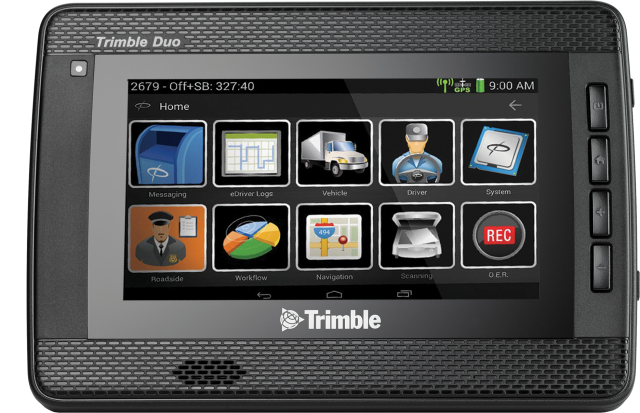 Trimble Duo
2679 - Off+SB: 327:40
GPS
9:00 AM
Home
Messaging
eDriver Logs
Vehicle
Driver
System
494
REC
Roadside
Workflow
Navigation
Scanning
O.E.R.
Trimble